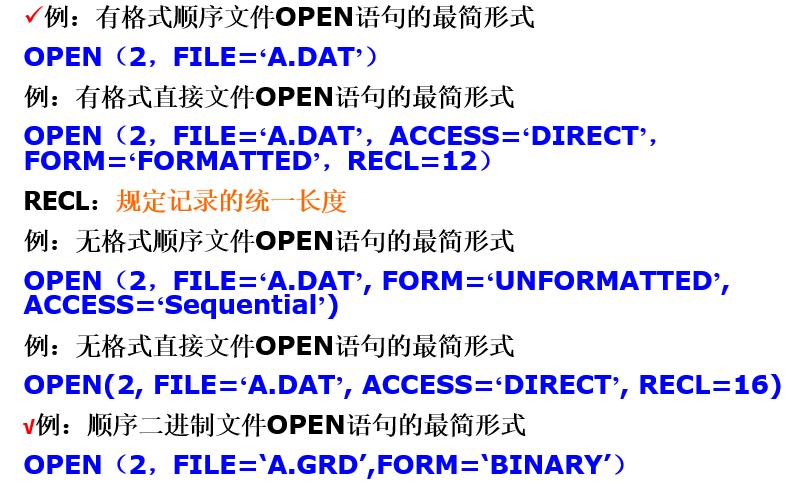 ✓例：有格式顺序文件OPEN语句的最简形式
OPEN（2，FILE=‘A.DAT’）
例：有格式直接文件OPEN语句的最简形式
OPEN（2，FILE=‘A.DAT’，ACCESS=‘DIRECT’，
FORM=‘FORMATTED’，RECL=12）
RECL：规定记录的统一长度
例：无格式顺序文件OPEN语句的最简形式
OPEN（2，FILE=‘A.DAT’, FORM=‘UNFORMATTED’,
ACCESS=‘Sequential’)
例：无格式直接文件OPEN语句的最简形式
OPEN(2, FILE=‘A.DAT’, ACCESS=‘DIRECT’, RECL=16)
√例：顺序二进制文件OPEN语句的最简形式
OPEN（2，FILE=‘A.GRD’,FORM=‘BINARY’）